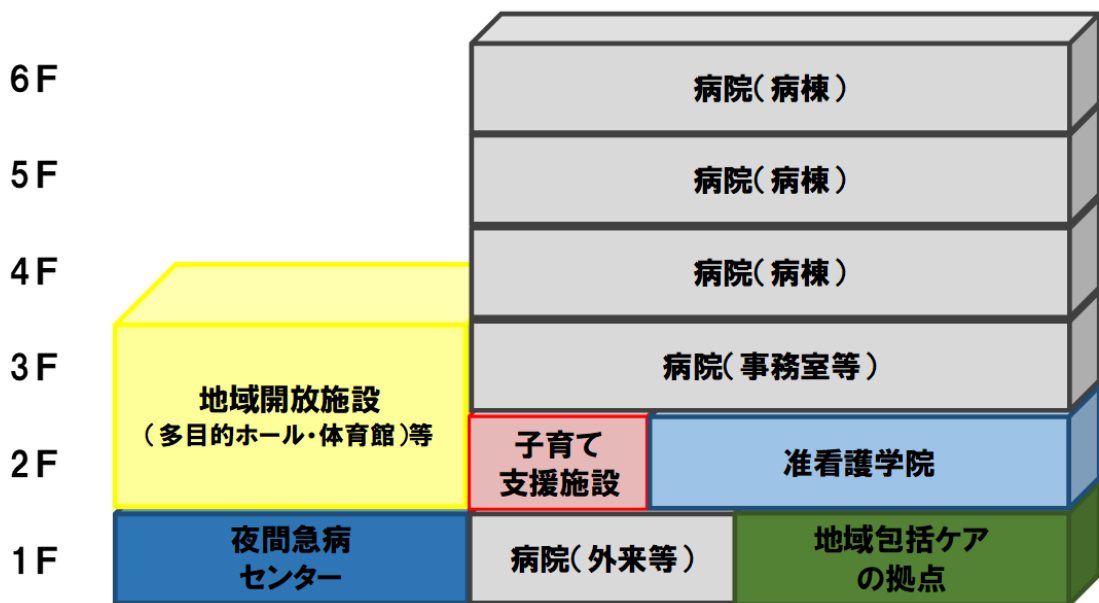 6F
病院(病棟)
5F
病院(病棟)
4F
病院(病棟)
3F
病院(事務室等)
地域開放施設
(多目的ホール・体育館)等
2F
子育て
支援施設
准看護学院
1F
夜間急病
センター
病院(外来等)
地域包括ケア
の拠点